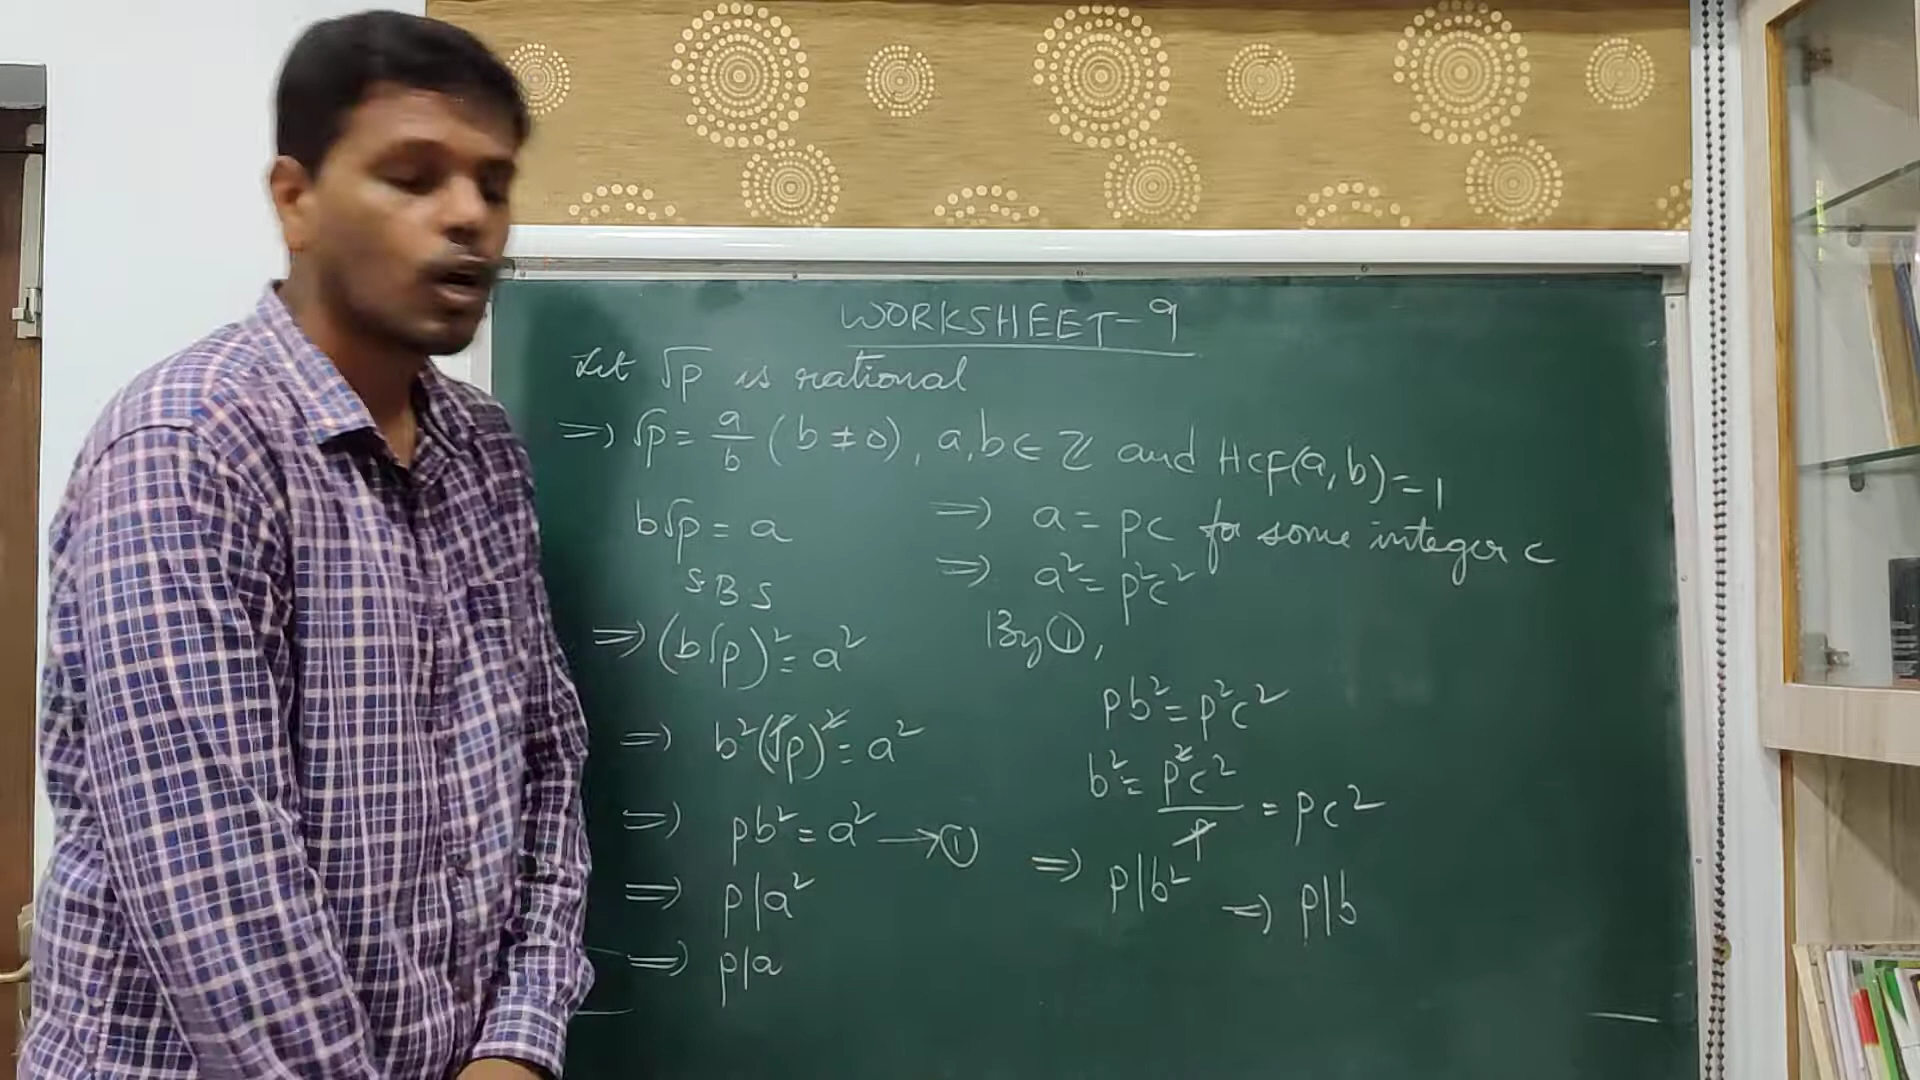 WORKSHEET-9
Let √p is rational
=> √p = a/b (b ≠ 0), a,b ∈ ℤ and HCF(a,b) = 1
b√p = a
SBS
=> (b√p)² = a²
=> b²(√p)² = a²
=> pb² = a² → ①
=> p|a²
=> p|a
=> a = pc for some integer c
=> a² = p²c²
By ①,
pb² = p²c²
b² = p²c²/p = pc²
=> p|b² => p|b